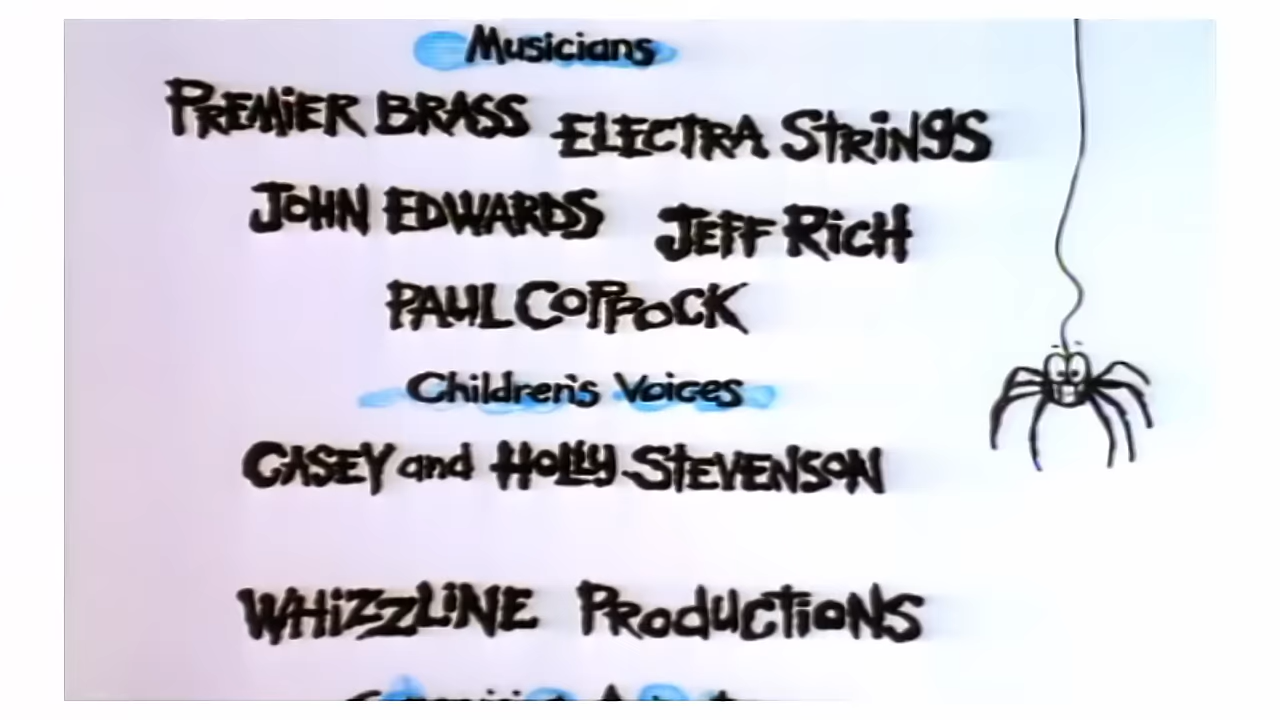 Musicians
PREMiER BRASS ELECTRA STRiNgS
JOHN EDWARDS JEFF RicH
PAUL COPPOCK
Children's Voices
CASEY and HOLLY STEVENSON
WHiZZLiNE PRoductioNS